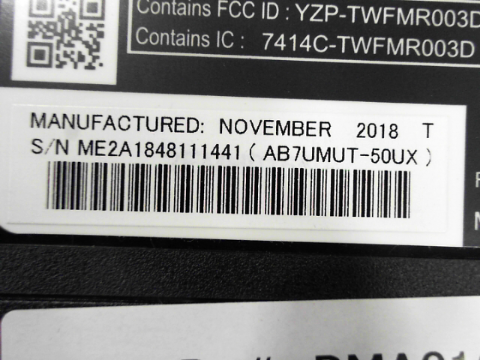 Contains FCC ID : YZP-TWFMR003D
Contains IC : 7414C-TWFMR003D
MANUFACTURED: NOVEMBER 2018 T
S/N ME2A1848111441 ( AB7UMUT-50UX )